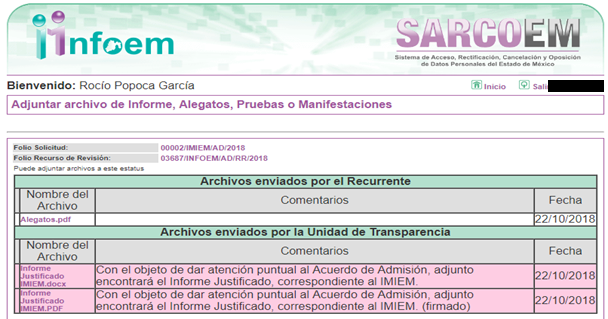 infoem
SARCOEM
Sistema de Acceso, Rectificación, Cancelación y Oposición
de Datos Personales del Estado de México
Bienvenido: Rocío Popoca García
Inicio
Adjuntar archivo de Informe, Alegatos, Pruebas o Manifestaciones
Folio Solicitud: 00002/IMIEM/AD/2018
Folio Recurso de Revisión: 03687/INFOEM/AD/RR/2018
Puede adjuntar archivos a este estatus
Archivos enviados por el Recurrente
Nombre del
Archivo
Comentarios
Fecha
Alegatos.pdf
22/10/2018
Archivos enviados por la Unidad de Transparencia
Nombre del
Archivo
Comentarios
Fecha
Informe
Justificado
IMIEM.docx
Con el objeto de dar atención puntual al Acuerdo de Admisión, adjunto
encontrará el Informe Justificado, correspondiente al IMIEM.
22/10/2018
Informe
Justificado
IMIEM.PDF
Con el objeto de dar atención puntual al Acuerdo de Admisión, adjunto
encontrará el Informe Justificado, correspondiente al IMIEM. (firmado)
22/10/2018